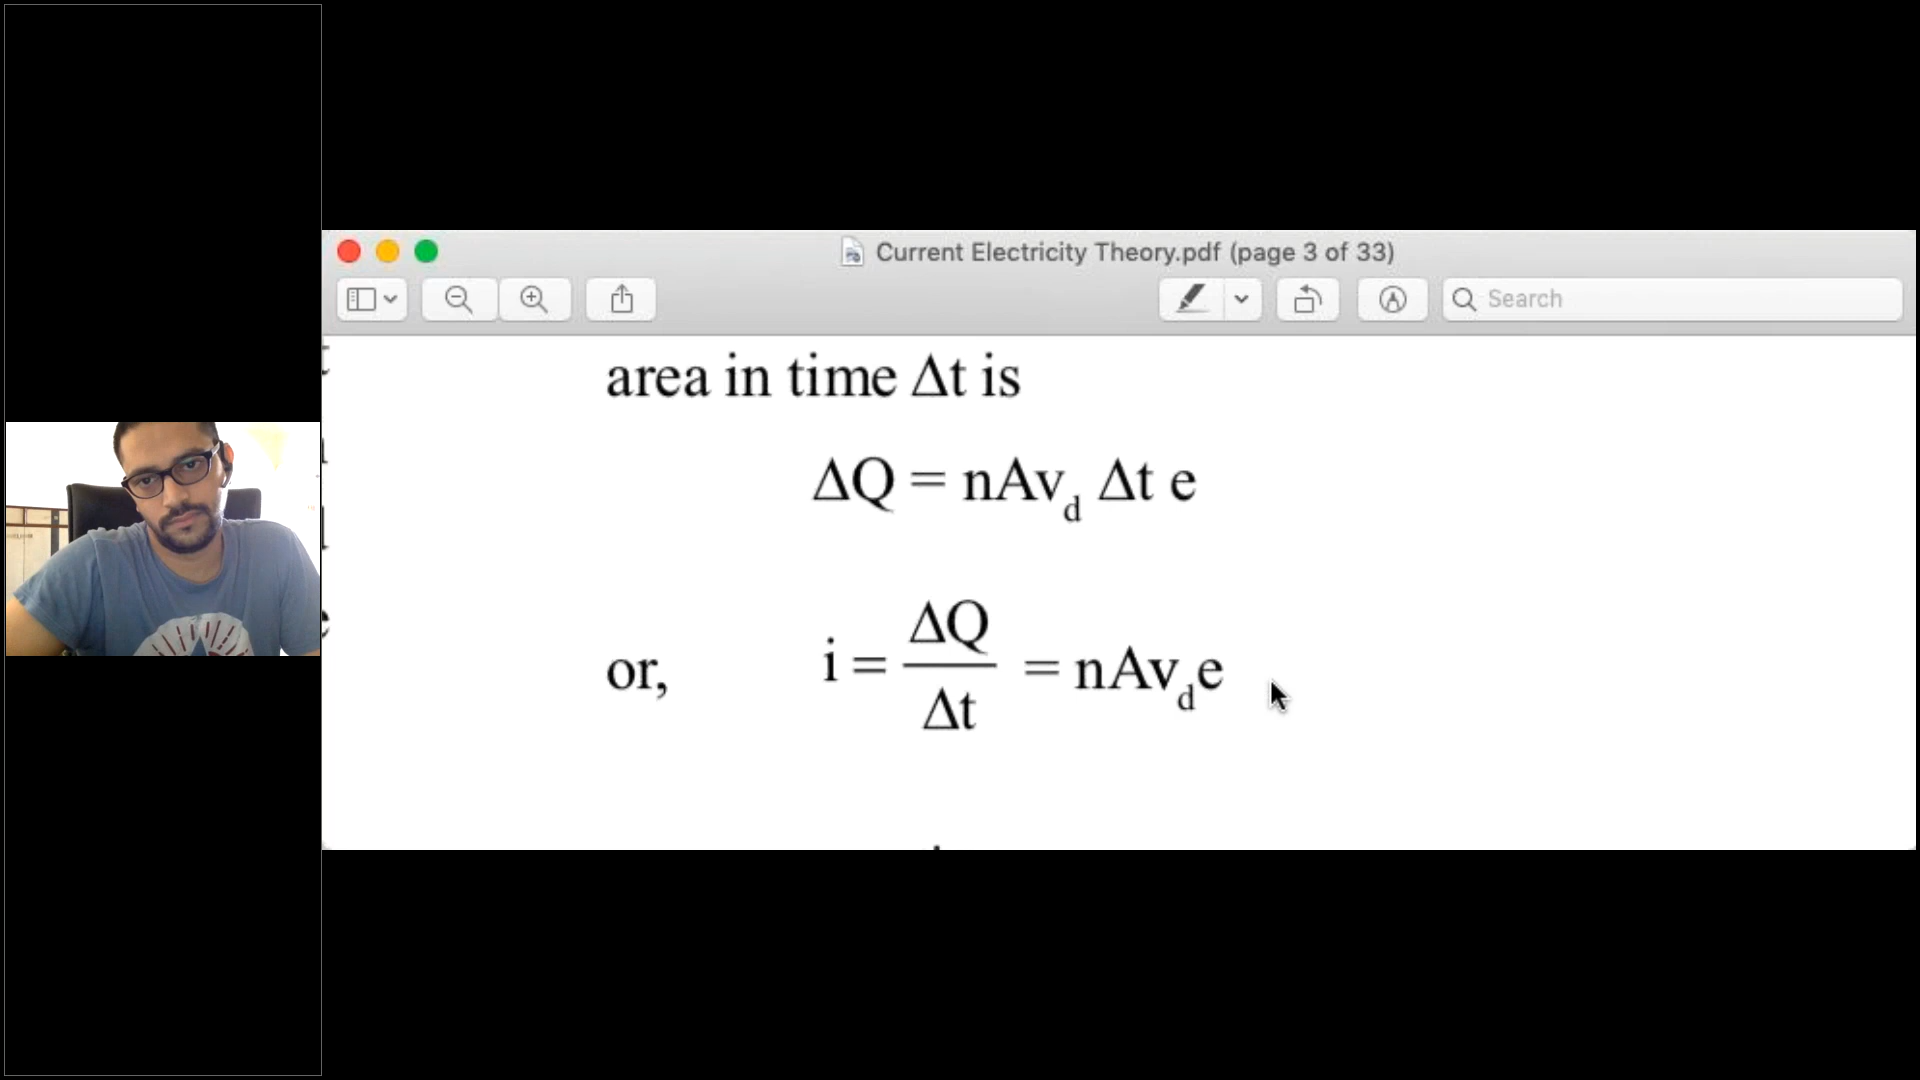 Current Electricity Theory.pdf (page 3 of 33)
Search
area in time Δt is
ΔQ = nAv_d Δt e
or, i = ΔQ/Δt = nAv_d e